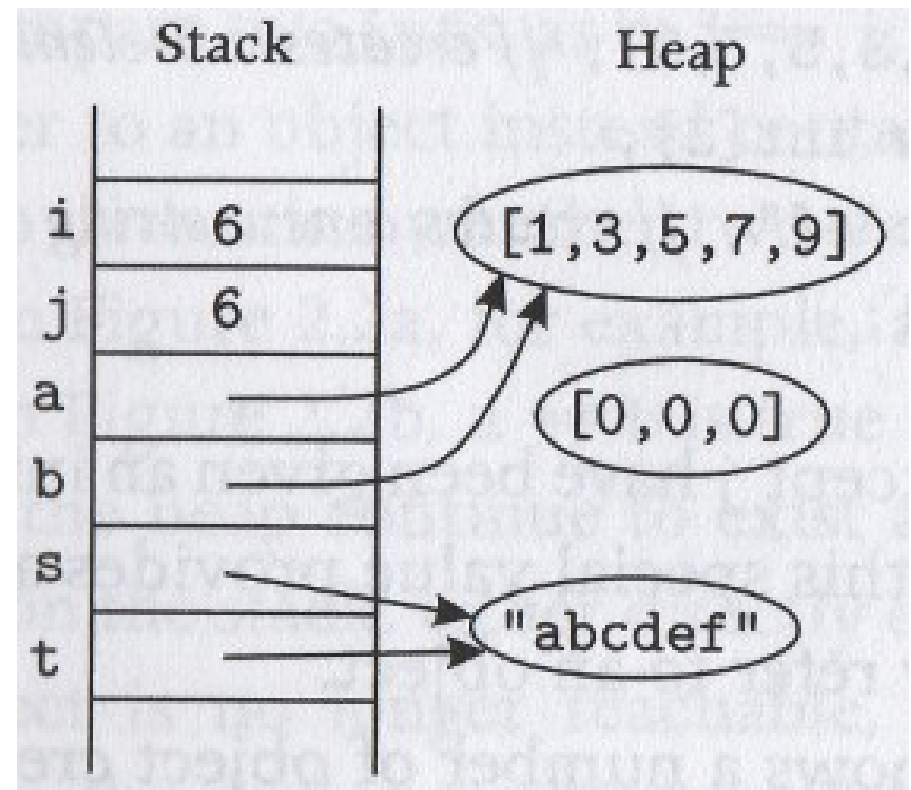 Stack Heap
i 6 [1,3,5,7,9]
j 6
a [0,0,0]
b
s
t "abcdef"